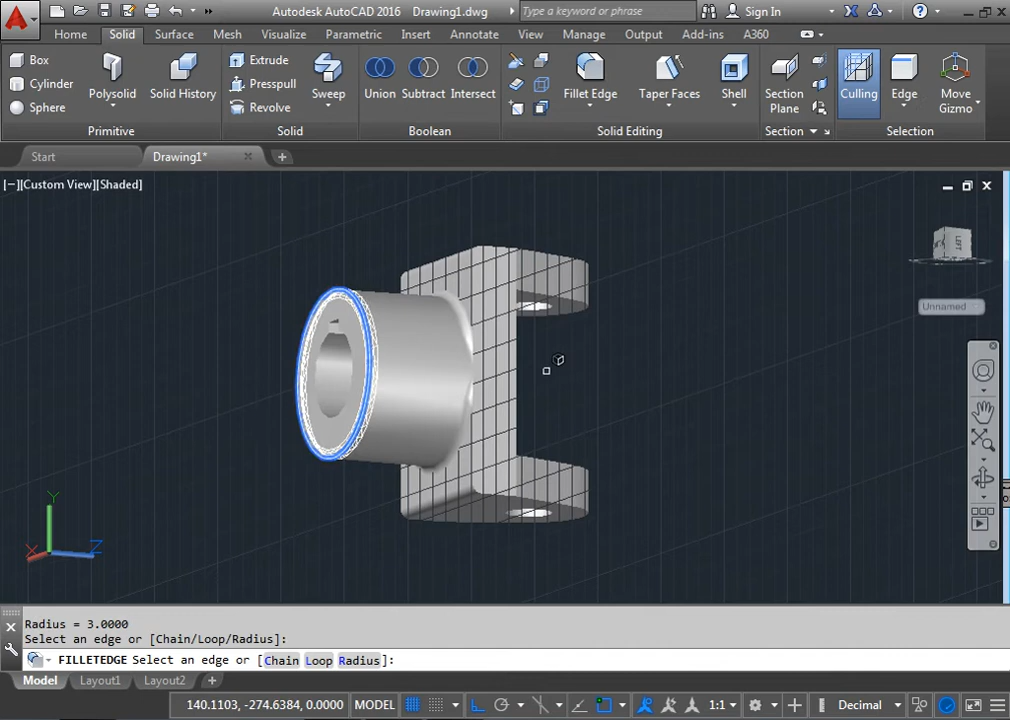 Autodesk AutoCAD 2016 Drawing1.dwg Type a keyword or phrase Sign In
Home Solid Surface Mesh Visualize Parametric Insert Annotate View Manage Output Add-ins A360
Box Polysolid Solid History Extrude Sweep Union Subtract Intersect Fillet Edge Taper Faces Shell Section Plane Culling Edge Move Gizmo
Cylinder Presspull
Sphere Revolve
Primitive Solid Boolean Solid Editing Section Selection
Start Drawing1*
[−][Custom View][Shaded]
LEFT
Unnamed
Y
X Z
Radius = 3.0000
Select an edge or [Chain/Loop/Radius]:
FILLETEDGE Select an edge or [Chain Loop Radius]:
Model Layout1 Layout2
140.1103, -274.6384, 0.0000 MODEL 1:1 Decimal